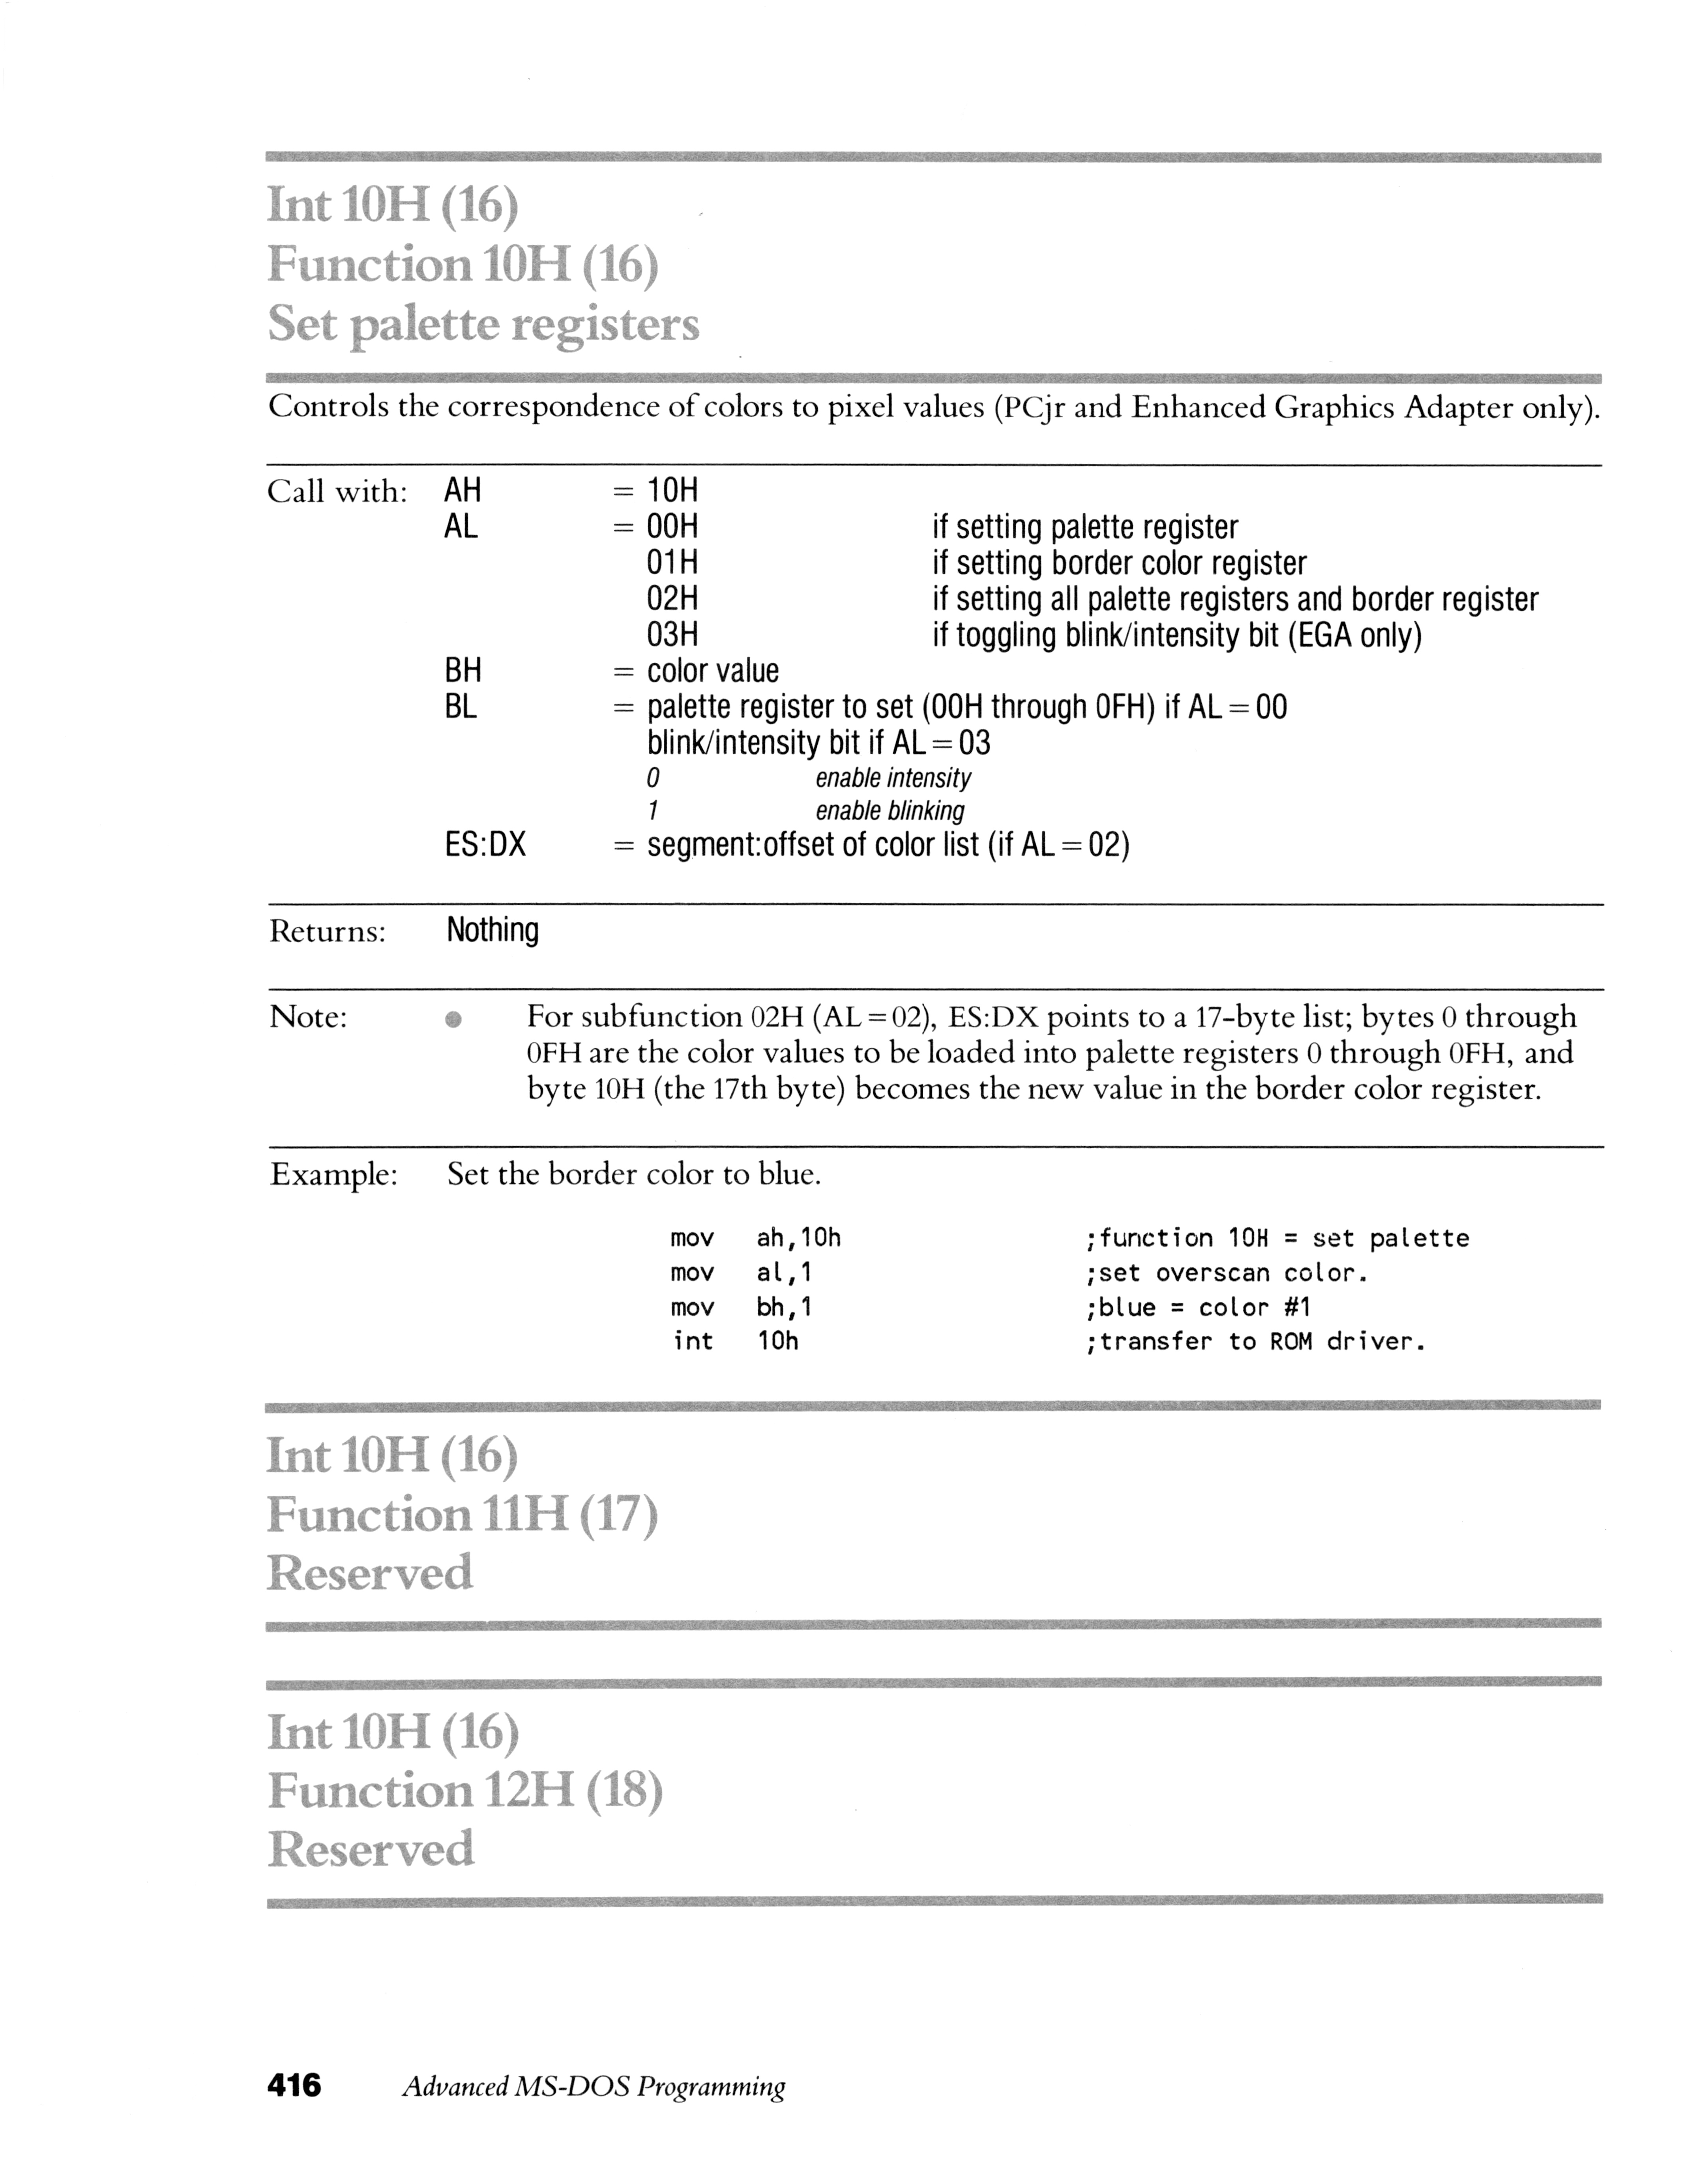 Int 10H (16)
Function 10H (16)
Set palette registers
Controls the correspondence of colors to pixel values (PCjr and Enhanced Graphics Adapter only).
Call with: AH = 10H
AL = 00H if setting palette register
01H if setting border color register
02H if setting all palette registers and border register
03H if toggling blink/intensity bit (EGA only)
BH = color value
BL = palette register to set (00H through 0FH) if AL = 00
blink/intensity bit if AL = 03
0 enable intensity
1 enable blinking
ES:DX = segment:offset of color list (if AL = 02)
Returns: Nothing
Note: ● For subfunction 02H (AL = 02), ES:DX points to a 17-byte list; bytes 0 through
0FH are the color values to be loaded into palette registers 0 through 0FH, and
byte 10H (the 17th byte) becomes the new value in the border color register.
Example: Set the border color to blue.
mov ah,10h ;function 10H = set palette
mov al,1 ;set overscan color.
mov bh,1 ;blue = color #1
int 10h ;transfer to ROM driver.
Int 10H (16)
Function 11H (17)
Reserved
Int 10H (16)
Function 12H (18)
Reserved
416 Advanced MS-DOS Programming